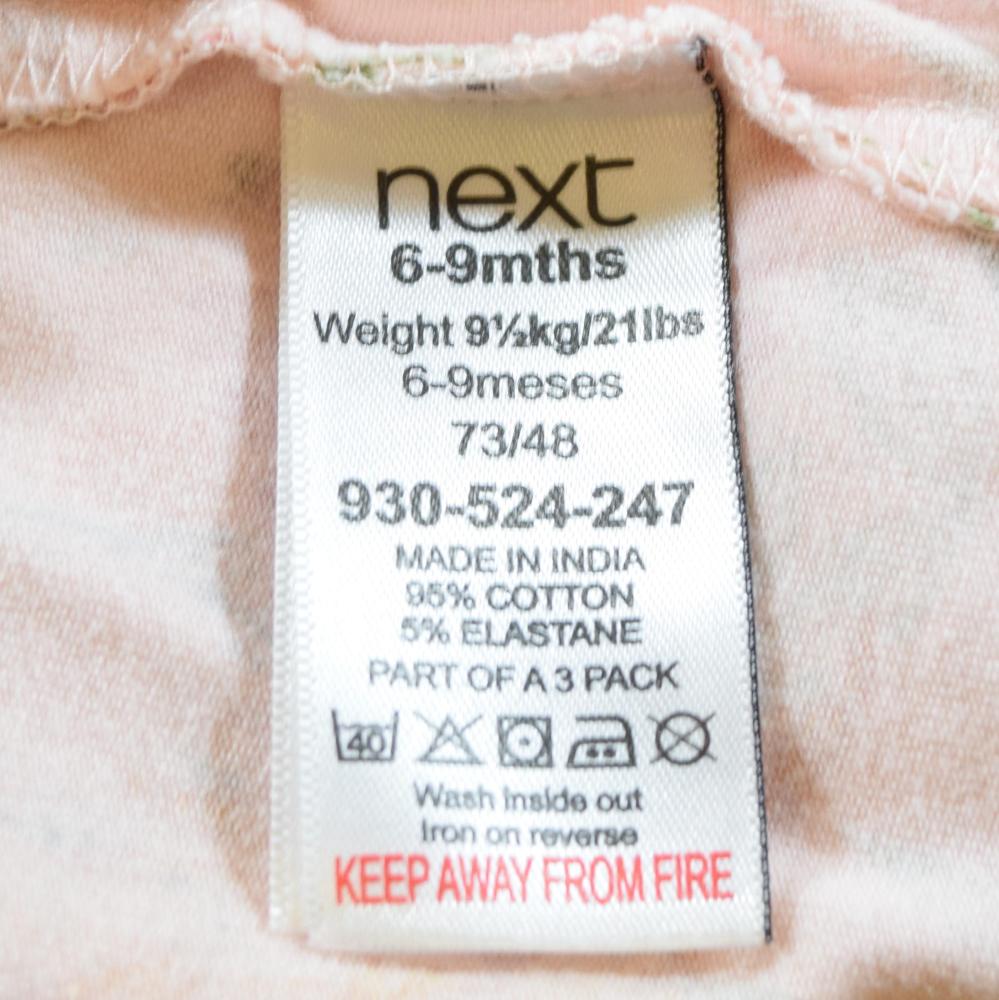 next
6-9mths
Weight 9½kg/21lbs
6-9meses
73/48
930-524-247
MADE IN INDIA
95% COTTON
5% ELASTANE
PART OF A 3 PACK
40
Wash inside out
Iron on reverse
KEEP AWAY FROM FIRE